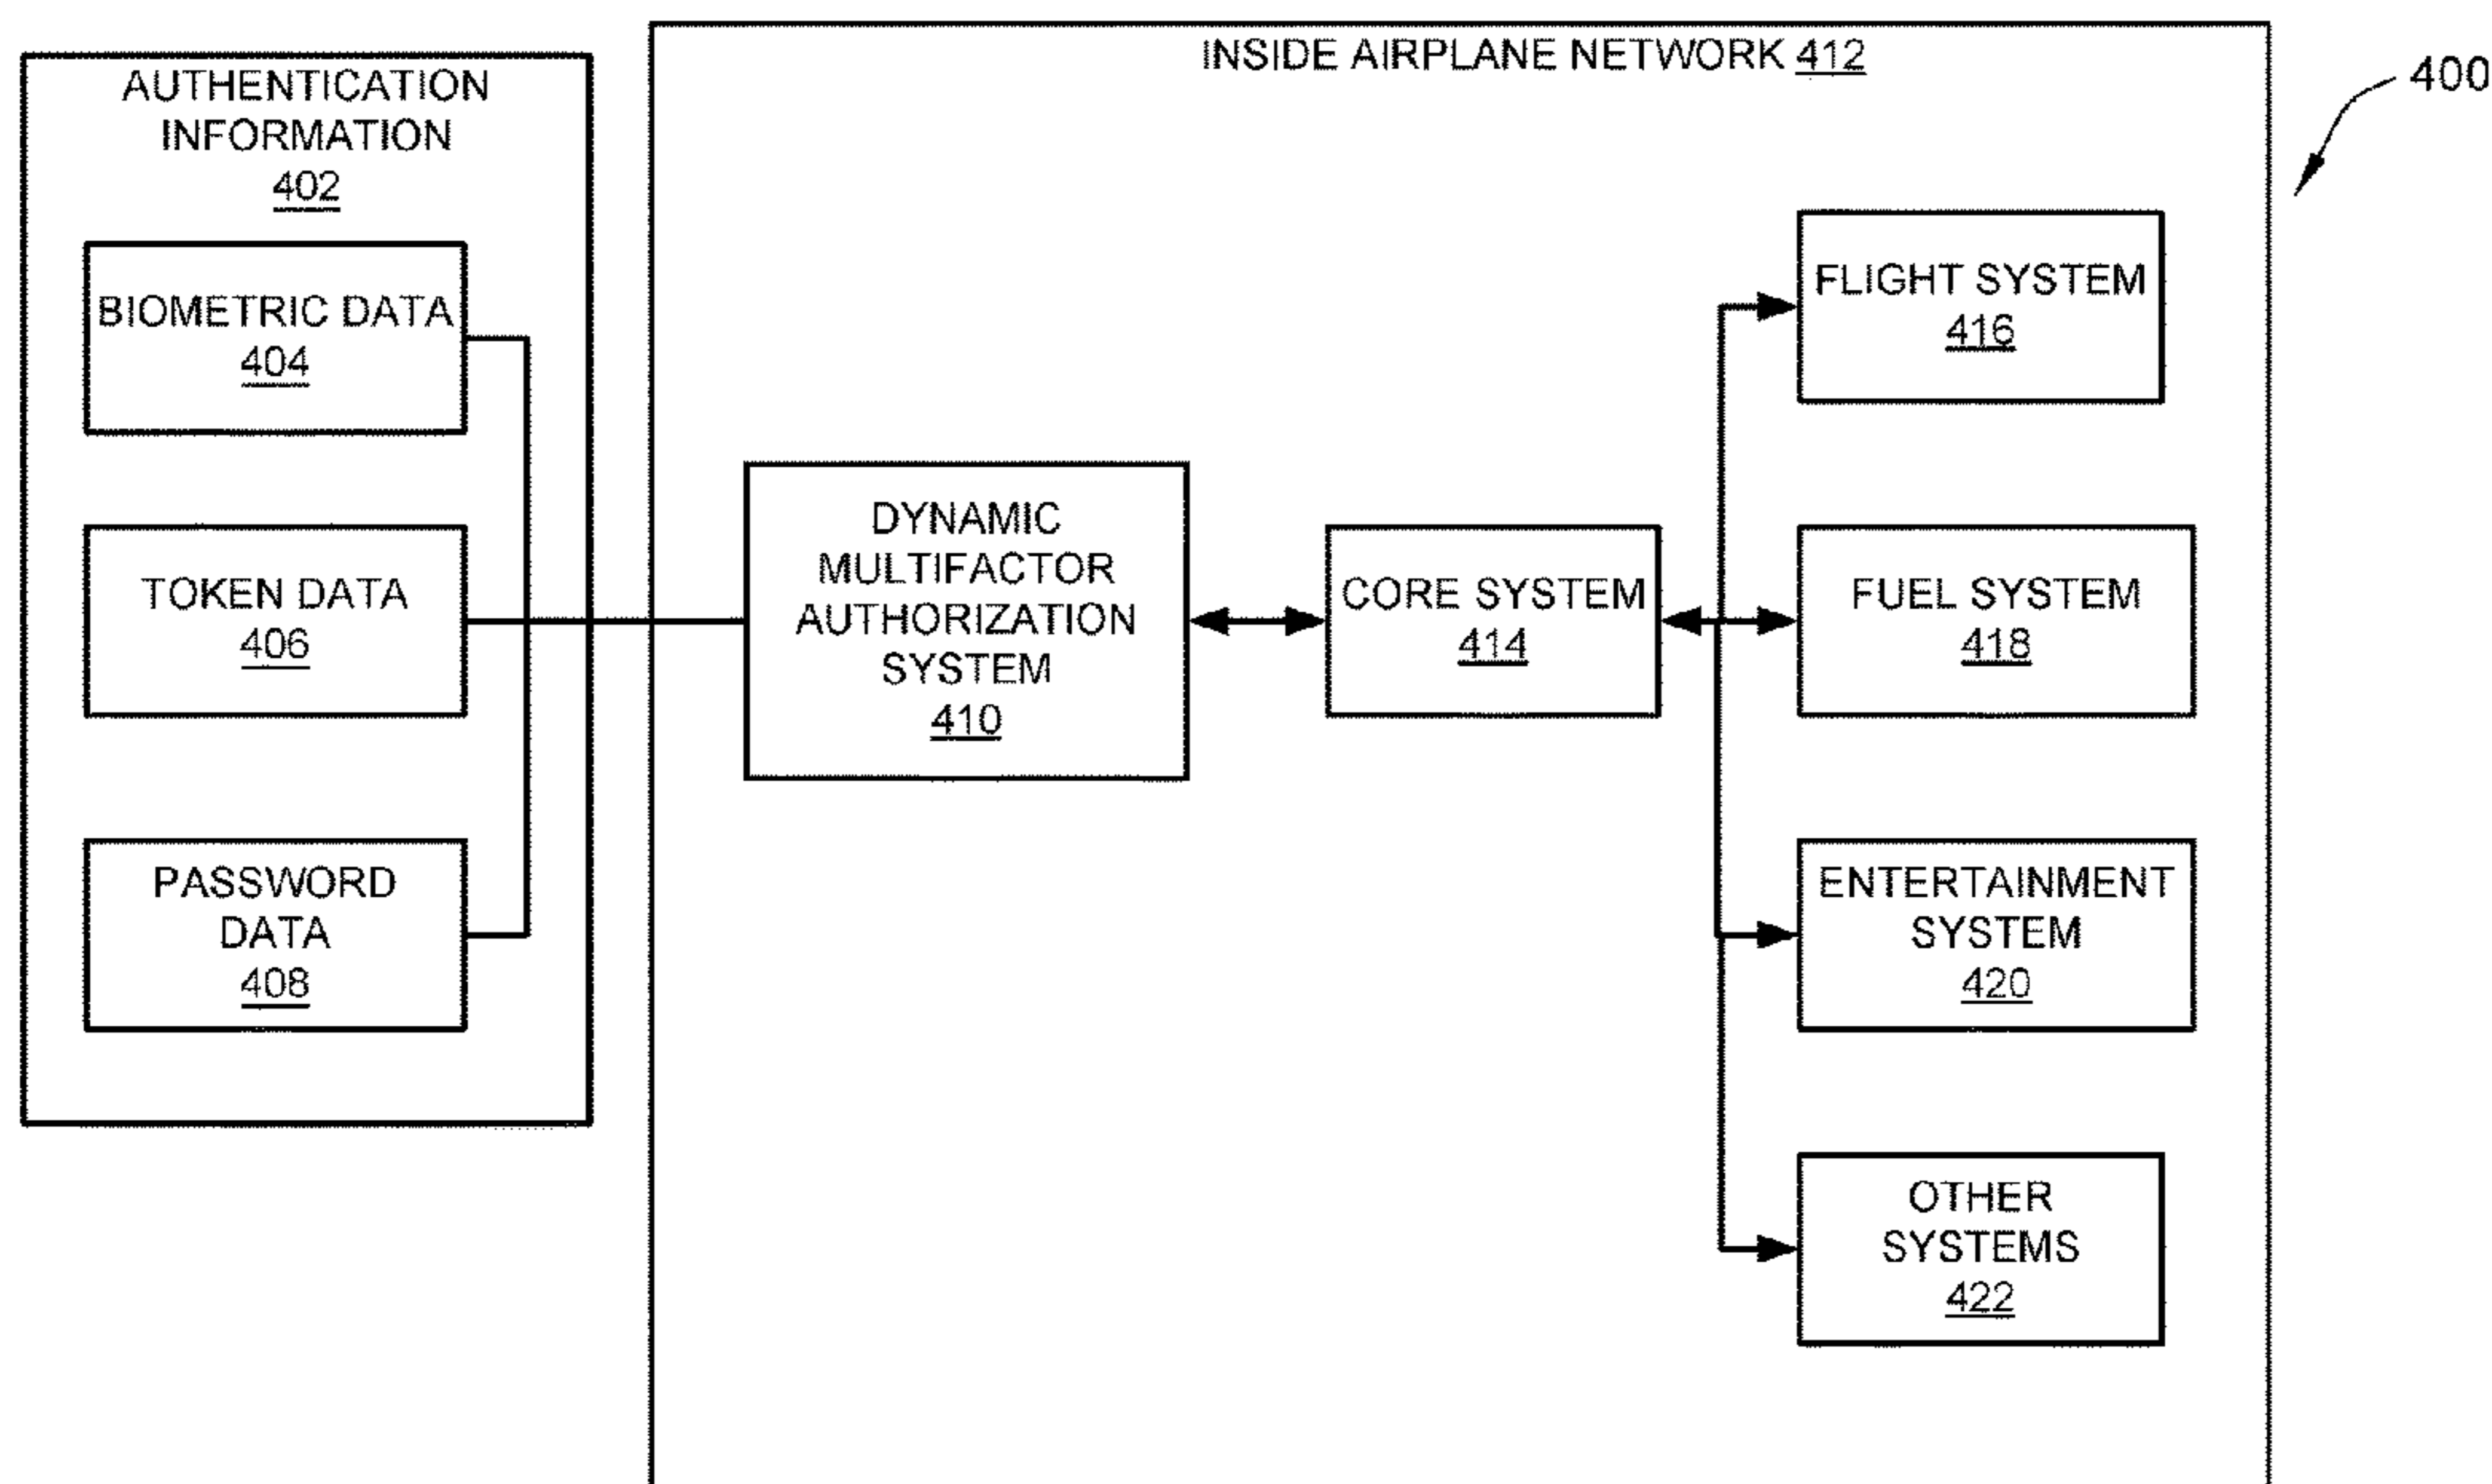 INSIDE AIRPLANE NETWORK 412
400
AUTHENTICATION
INFORMATION
402
BIOMETRIC DATA
404
TOKEN DATA
406
PASSWORD
DATA
408
DYNAMIC
MULTIFACTOR
AUTHORIZATION
SYSTEM
410
CORE SYSTEM
414
FLIGHT SYSTEM
416
FUEL SYSTEM
418
ENTERTAINMENT
SYSTEM
420
OTHER
SYSTEMS
422